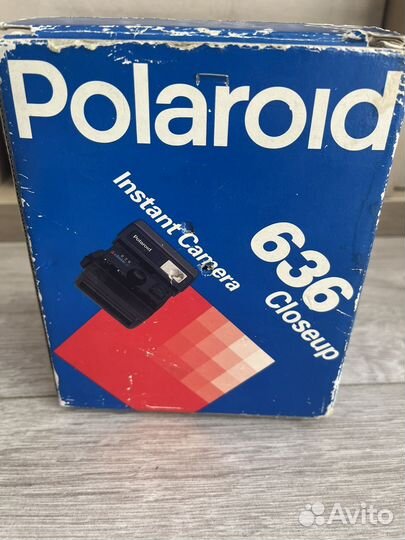 Polaroid
Instant Camera
Polaroid
636
Closeup
Avito